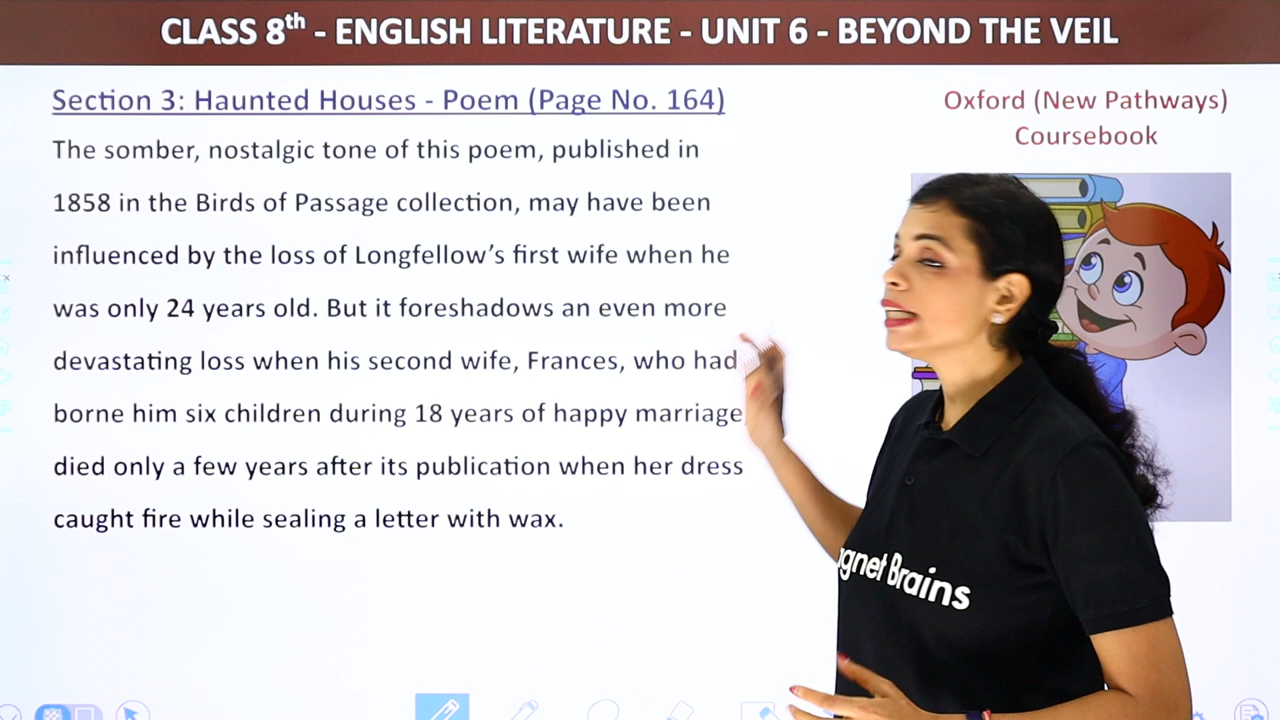 CLASS 8th - ENGLISH LITERATURE - UNIT 6 - BEYOND THE VEIL
Section 3: Haunted Houses - Poem (Page No. 164)
Oxford (New Pathways)
Coursebook
The somber, nostalgic tone of this poem, published in
1858 in the Birds of Passage collection, may have been
influenced by the loss of Longfellow’s first wife when he
was only 24 years old. But it foreshadows an even more
devastating loss when his second wife, Frances, who had
borne him six children during 18 years of happy marriage
died only a few years after its publication when her dress
caught fire while sealing a letter with wax.
gnet Brains